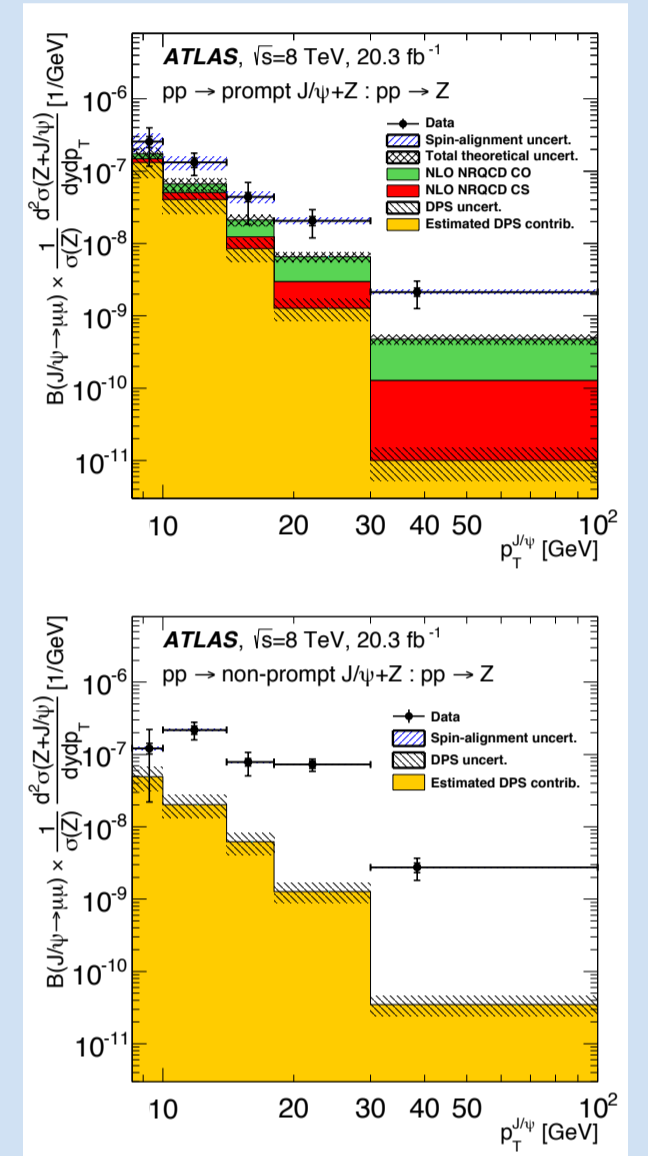 ATLAS, √s=8 TeV, 20.3 fb⁻¹
pp → prompt J/ψ+Z : pp → Z
Data
Spin-alignment uncert.
Total theoretical uncert.
NLO NRQCD CO
NLO NRQCD CS
DPS uncert.
Estimated DPS contrib.
B(J/ψ→μμ) × 1/σ(Z) d²σ(Z+J/ψ)/dydp_T [1/GeV]
10⁻⁶
10⁻⁷
10⁻⁸
10⁻⁹
10⁻¹⁰
10⁻¹¹
10 20 30 40 50 10²
p_T^{J/ψ} [GeV]
ATLAS, √s=8 TeV, 20.3 fb⁻¹
pp → non-prompt J/ψ+Z : pp → Z
Data
Spin-alignment uncert.
DPS uncert.
Estimated DPS contrib.
B(J/ψ→μμ) × 1/σ(Z) d²σ(Z+J/ψ)/dydp_T [1/GeV]
10⁻⁶
10⁻⁷
10⁻⁸
10⁻⁹
10⁻¹⁰
10⁻¹¹
10 20 30 40 50 10²
p_T^{J/ψ} [GeV]